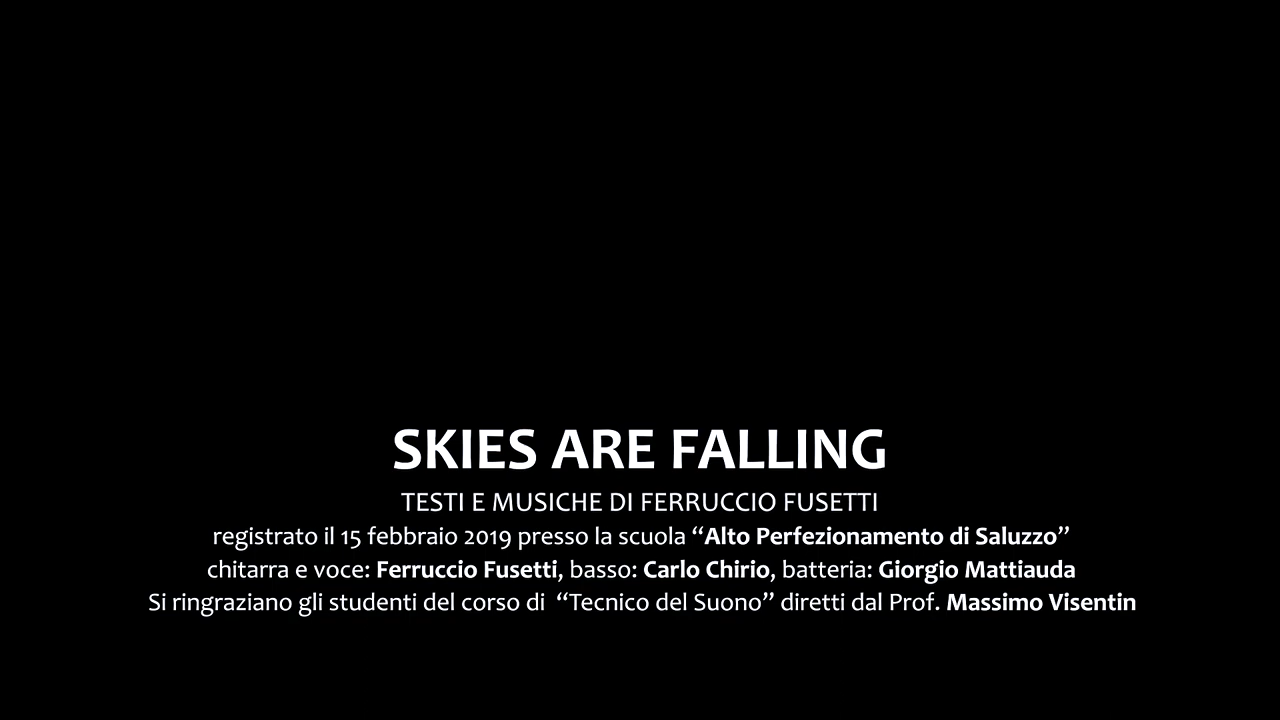 SKIES ARE FALLING
TESTI E MUSICHE DI FERRUCCIO FUSETTI
registrato il 15 febbraio 2019 presso la scuola “Alto Perfezionamento di Saluzzo”
chitarra e voce: Ferruccio Fusetti, basso: Carlo Chirio, batteria: Giorgio Mattiauda
Si ringraziano gli studenti del corso di “Tecnico del Suono” diretti dal Prof. Massimo Visentin